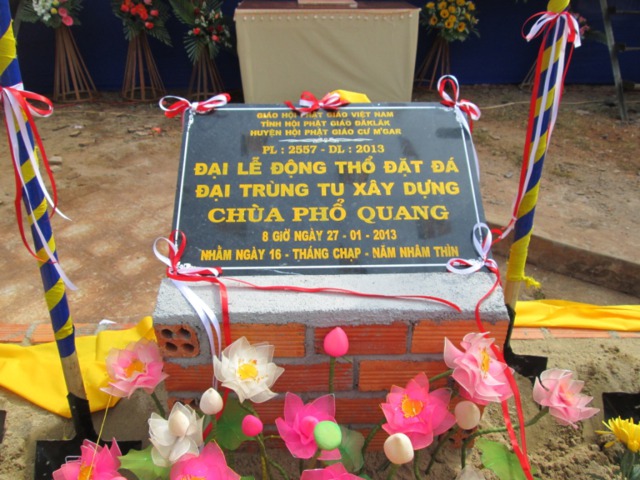 GIÁO HỘI PHẬT GIÁO VIỆT NAM
TỈNH HỘI PHẬT GIÁO ĐĂKLĂK
HUYỆN HỘI PHẬT GIÁO CƯ M'GAR
PL : 2557 - DL : 2013
ĐẠI LỄ ĐỘNG THỔ ĐẶT ĐÁ
ĐẠI TRÙNG TU XÂY DỰNG
CHÙA PHỔ QUANG
8 GIỜ NGÀY 27 - 01 - 2013
NHẰM NGÀY 16 - THÁNG CHẠP - NĂM NHÂM THÌN